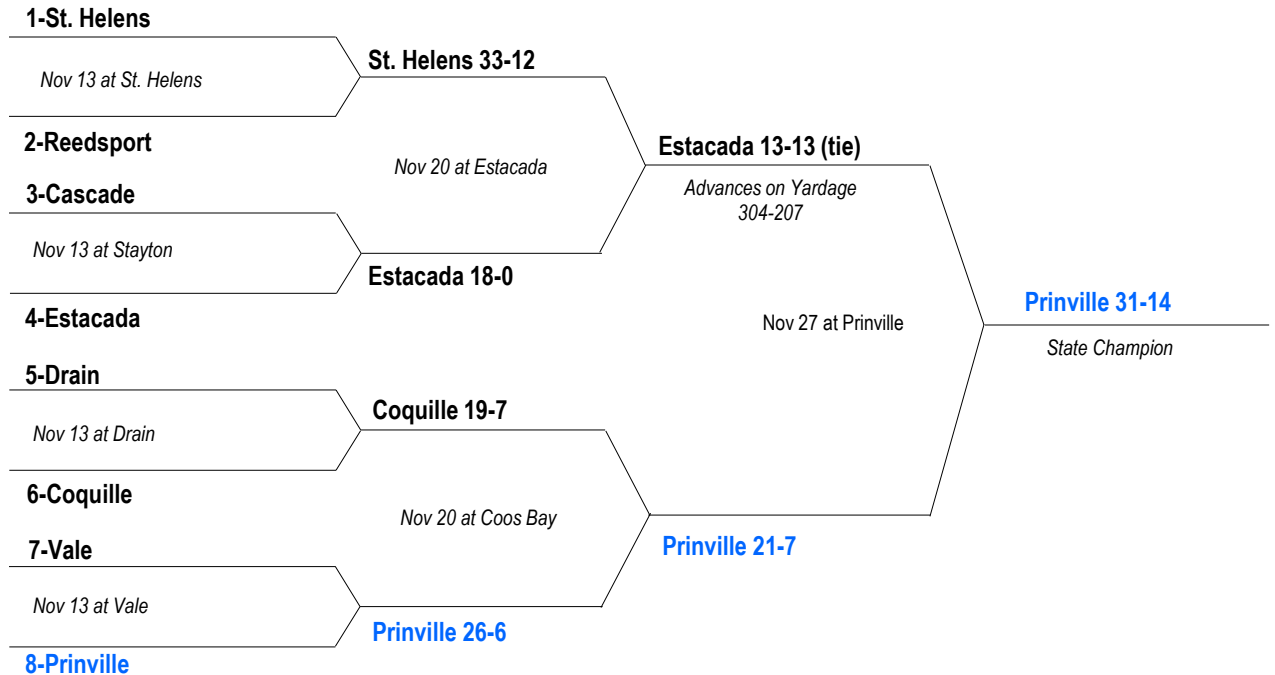 1-St. Helens
Nov 13 at St. Helens
2-Reedsport
St. Helens 33-12
Nov 20 at Estacada
3-Cascade
Nov 13 at Stayton
4-Estacada
Estacada 18-0
Estacada 13-13 (tie)
Advances on Yardage
304-207
5-Drain
Nov 13 at Drain
6-Coquille
Coquille 19-7
Nov 20 at Coos Bay
7-Vale
Nov 13 at Vale
8-Prinville
Prinville 26-6
Prinville 21-7
Nov 27 at Prinville
Prinville 31-14
State Champion